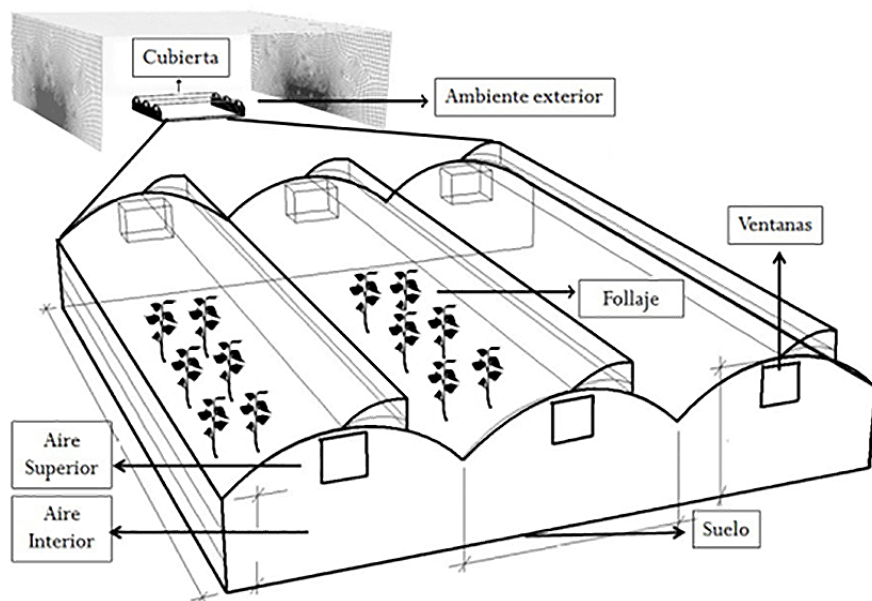 Cubierta
Ambiente exterior
Ventanas
Follaje
Aire
Superior
Aire
Interior
Suelo